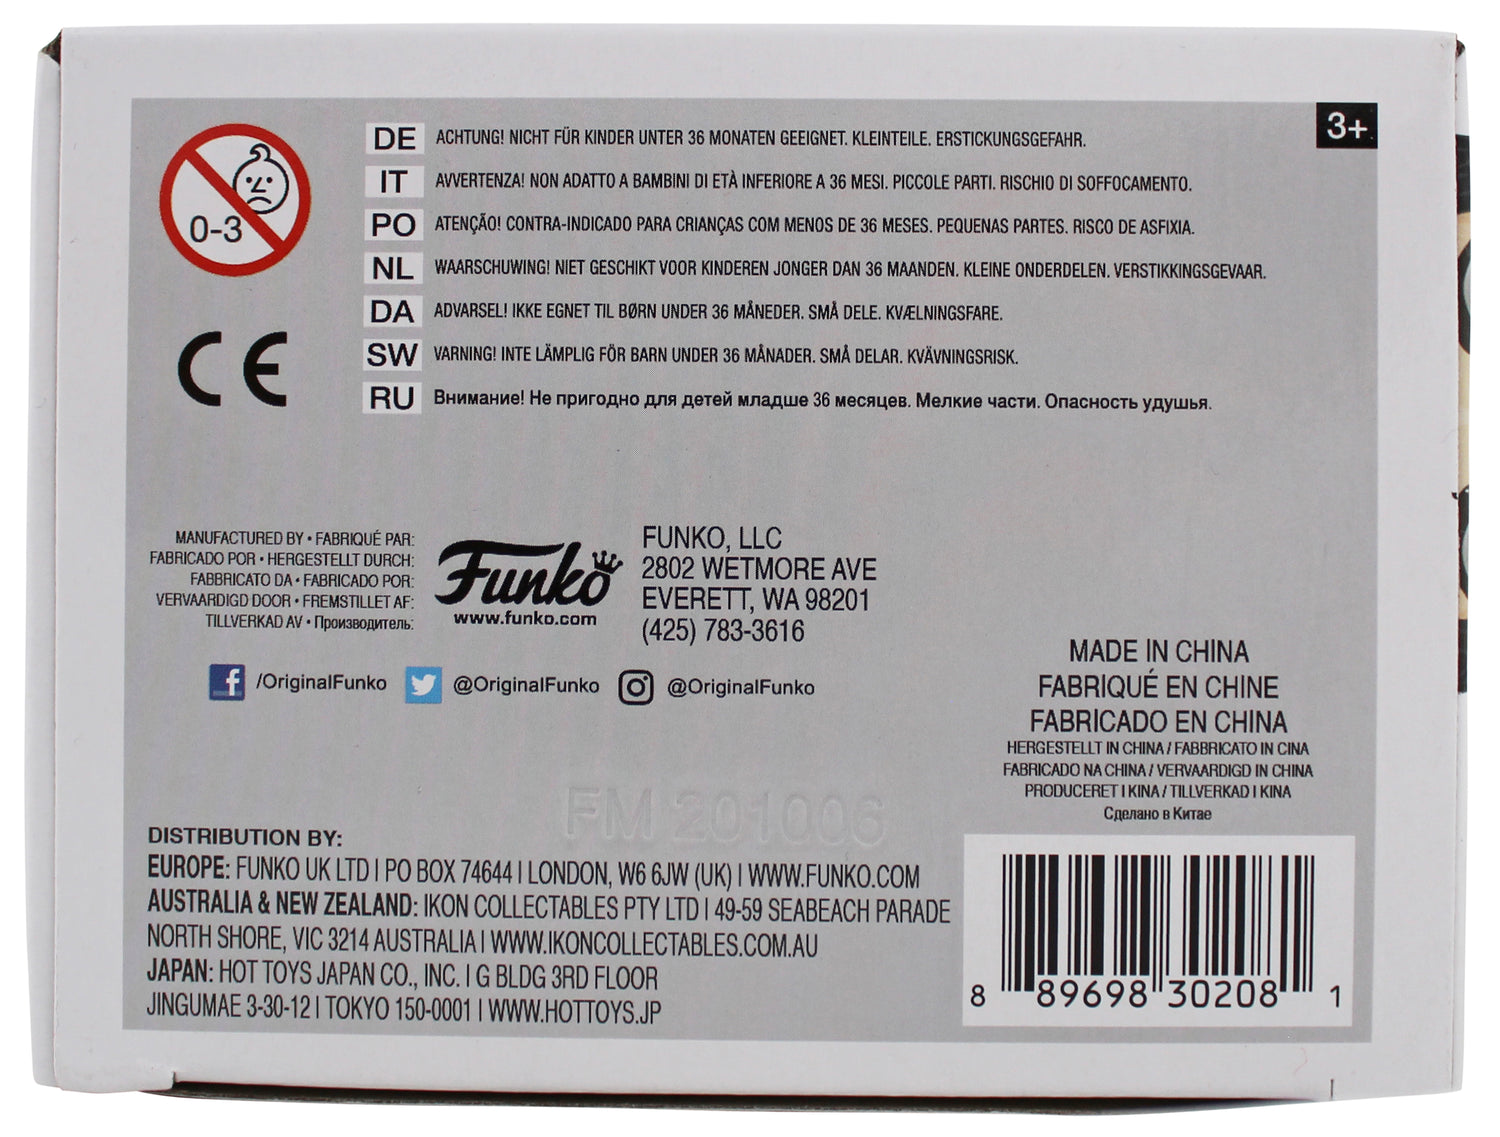 3+
0-3
CE
DE ACHTUNG! NICHT FÜR KINDER UNTER 36 MONATEN GEEIGNET. KLEINTEILE. ERSTICKUNGSGEFAHR.
IT AVVERTENZA! NON ADATTO A BAMBINI DI ETÀ INFERIORE A 36 MESI. PICCOLE PARTI. RISCHIO DI SOFFOCAMENTO.
PO ATENÇÃO! CONTRA-INDICADO PARA CRIANÇAS COM MENOS DE 36 MESES. PEQUENAS PARTES. RISCO DE ASFIXIA.
NL WAARSCHUWING! NIET GESCHIKT VOOR KINDEREN JONGER DAN 36 MAANDEN. KLEINE ONDERDELEN. VERSTIKKINGSGEVAAR.
DA ADVARSEL! IKKE EGNET TIL BØRN UNDER 36 MÅNEDER. SMÅ DELE. KVÆLNINGSFARE.
SW VARNING! INTE LÄMPLIG FÖR BARN UNDER 36 MÅNADER. SMÅ DELAR. KVÄVNINGSRISK.
RU Внимание! Не пригодно для детей младше 36 месяцев. Мелкие части. Опасность удушья.
MANUFACTURED BY • FABRIQUÉ PAR:
FABRICADO POR • HERGESTELLT DURCH:
FABBRICATO DA • FABRICADO POR:
VERVAARDIGD DOOR • FREMSTILLET AF:
TILLVERKAD AV • Производитель:
Funko
www.funko.com
FUNKO, LLC
2802 WETMORE AVE
EVERETT, WA 98201
(425) 783-3616
/OriginalFunko @OriginalFunko @OriginalFunko
MADE IN CHINA
FABRIQUÉ EN CHINE
FABRICADO EN CHINA
HERGESTELLT IN CHINA / FABBRICATO IN CINA
FABRICADO NA CHINA / VERVAARDIGD IN CHINA
PRODUCERET I KINA / TILLVERKAD I KINA
Сделано в Китае
FM 201006
DISTRIBUTION BY:
EUROPE: FUNKO UK LTD | PO BOX 74644 | LONDON, W6 6JW (UK) | WWW.FUNKO.COM
AUSTRALIA & NEW ZEALAND: IKON COLLECTABLES PTY LTD | 49-59 SEABEACH PARADE
NORTH SHORE, VIC 3214 AUSTRALIA | WWW.IKONCOLLECTABLES.COM.AU
JAPAN: HOT TOYS JAPAN CO., INC. | G BLDG 3RD FLOOR
JINGUMAE 3-30-12 | TOKYO 150-0001 | WWW.HOTTOYS.JP
8 89698 30208 1